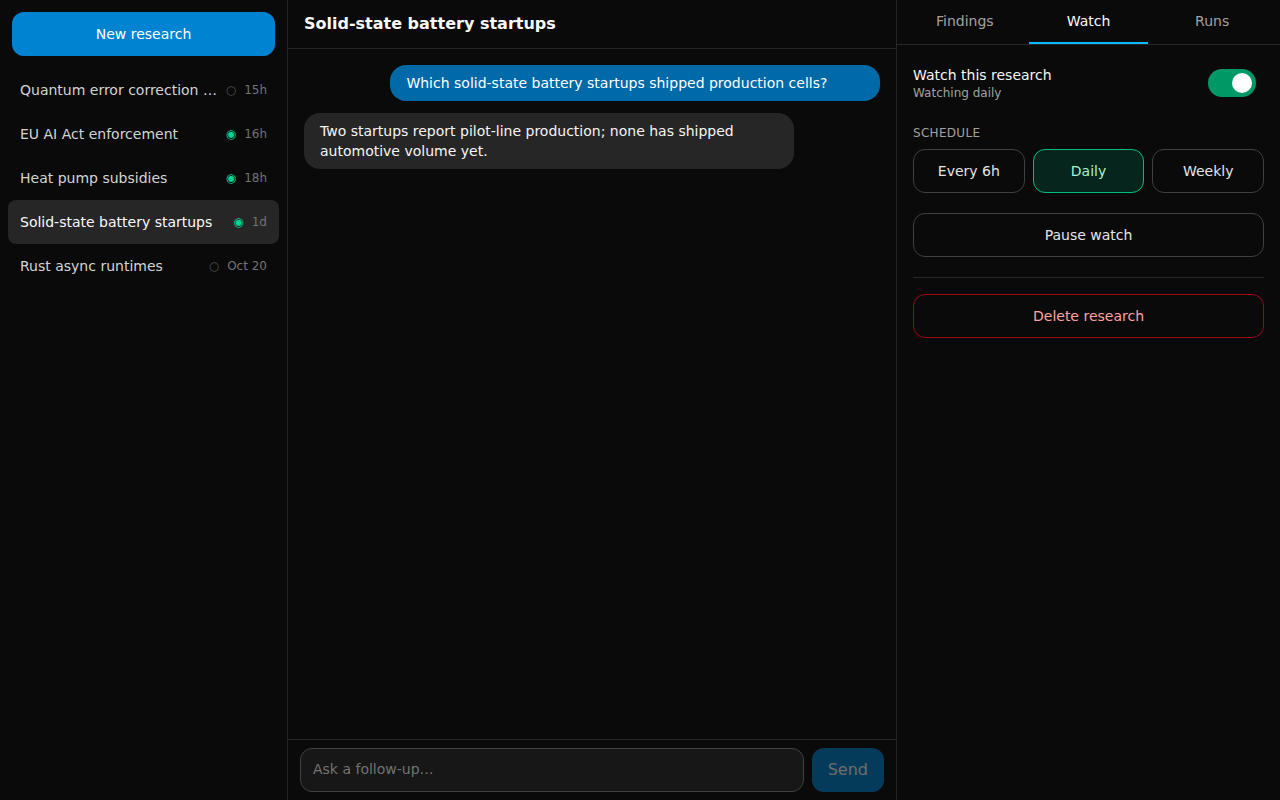 New research
Quantum error correction … 15h
EU AI Act enforcement 16h
Heat pump subsidies 18h
Solid-state battery startups 1d
Rust async runtimes Oct 20
Solid-state battery startups
Which solid-state battery startups shipped production cells?
Two startups report pilot-line production; none has shipped
automotive volume yet.
Ask a follow-up…
Send
Findings Watch Runs
Watch this research
Watching daily
SCHEDULE
Every 6h Daily Weekly
Pause watch
Delete research